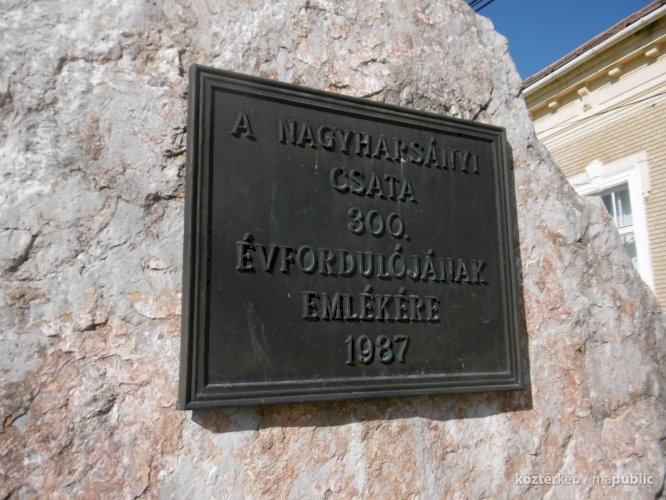 A NAGYHARSÁNYI
CSATA
300.
ÉVFORDULÓJÁNAK
EMLÉKÉRE
1987
köztérkép / mapublic